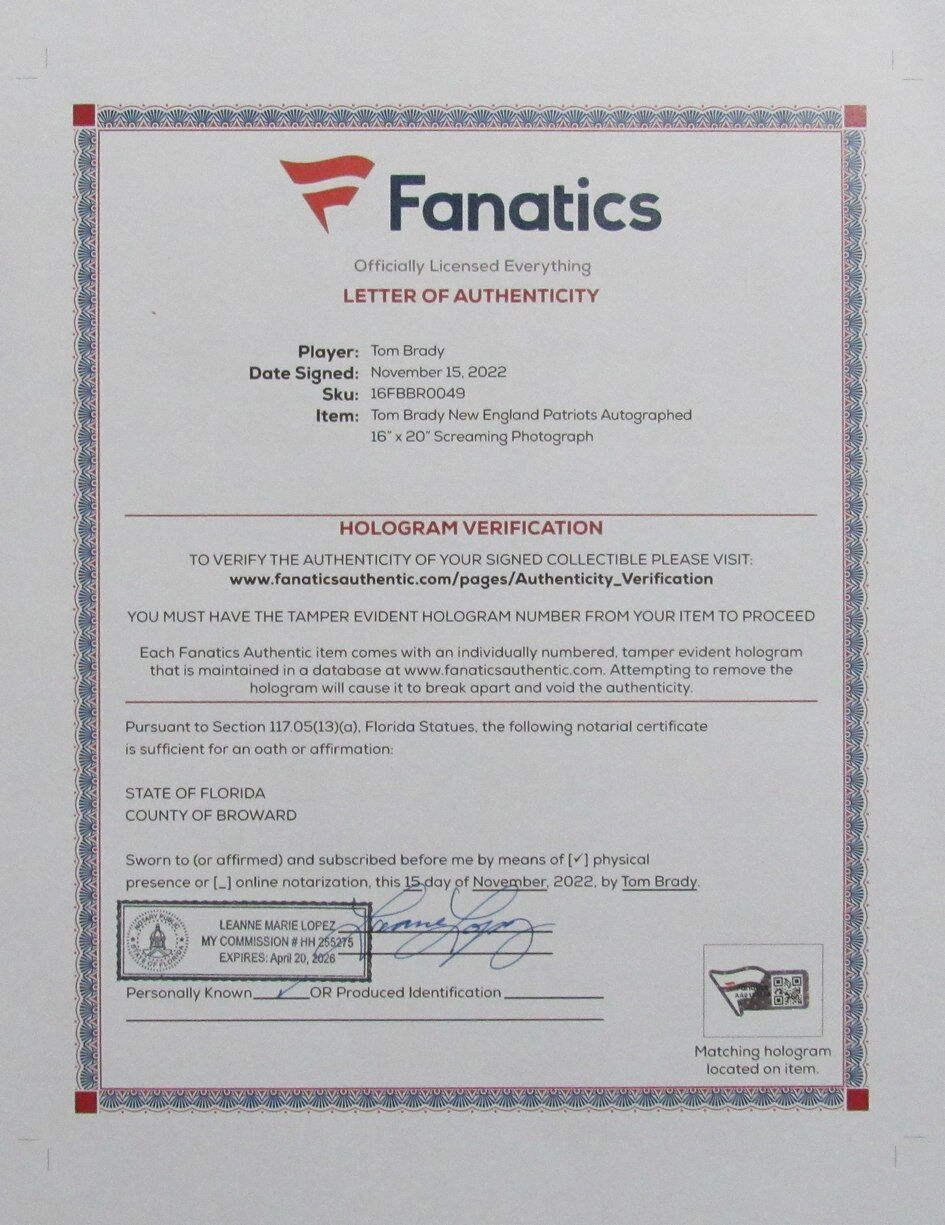 Fanatics
Officially Licensed Everything
LETTER OF AUTHENTICITY
Player: Tom Brady
Date Signed: November 15, 2022
Sku: 16FBBR0049
Item: Tom Brady New England Patriots Autographed
16" x 20" Screaming Photograph
HOLOGRAM VERIFICATION
TO VERIFY THE AUTHENTICITY OF YOUR SIGNED COLLECTIBLE PLEASE VISIT:
www.fanaticsauthentic.com/pages/Authenticity_Verification
YOU MUST HAVE THE TAMPER EVIDENT HOLOGRAM NUMBER FROM YOUR ITEM TO PROCEED
Each Fanatics Authentic item comes with an individually numbered, tamper evident hologram
that is maintained in a database at www.fanaticsauthentic.com. Attempting to remove the
hologram will cause it to break apart and void the authenticity.
Pursuant to Section 117.05(13)(a), Florida Statues, the following notarial certificate
is sufficient for an oath or affirmation:
STATE OF FLORIDA
COUNTY OF BROWARD
Sworn to (or affirmed) and subscribed before me by means of [✓] physical
presence or [_] online notarization, this 15 day of November, 2022, by Tom Brady.
NOTARY PUBLIC
STATE OF FLORIDA
LEANNE MARIE LOPEZ
MY COMMISSION # HH 255275
EXPIRES: April 20, 2026
Leanne Lopez
Personally Known ✓ OR Produced Identification
Matching hologram
located on item.